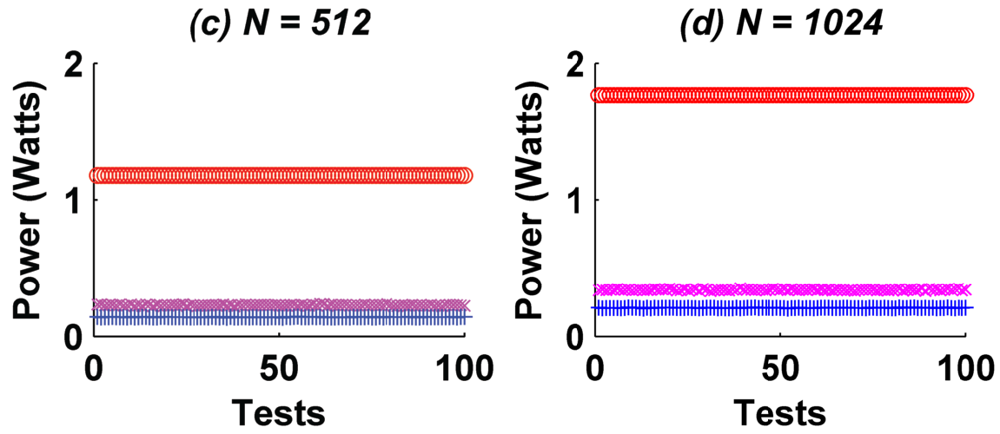 (c) N = 512
2
1
0
Power (Watts)
0 50 100
Tests
(d) N = 1024
2
1
0
Power (Watts)
0 50 100
Tests